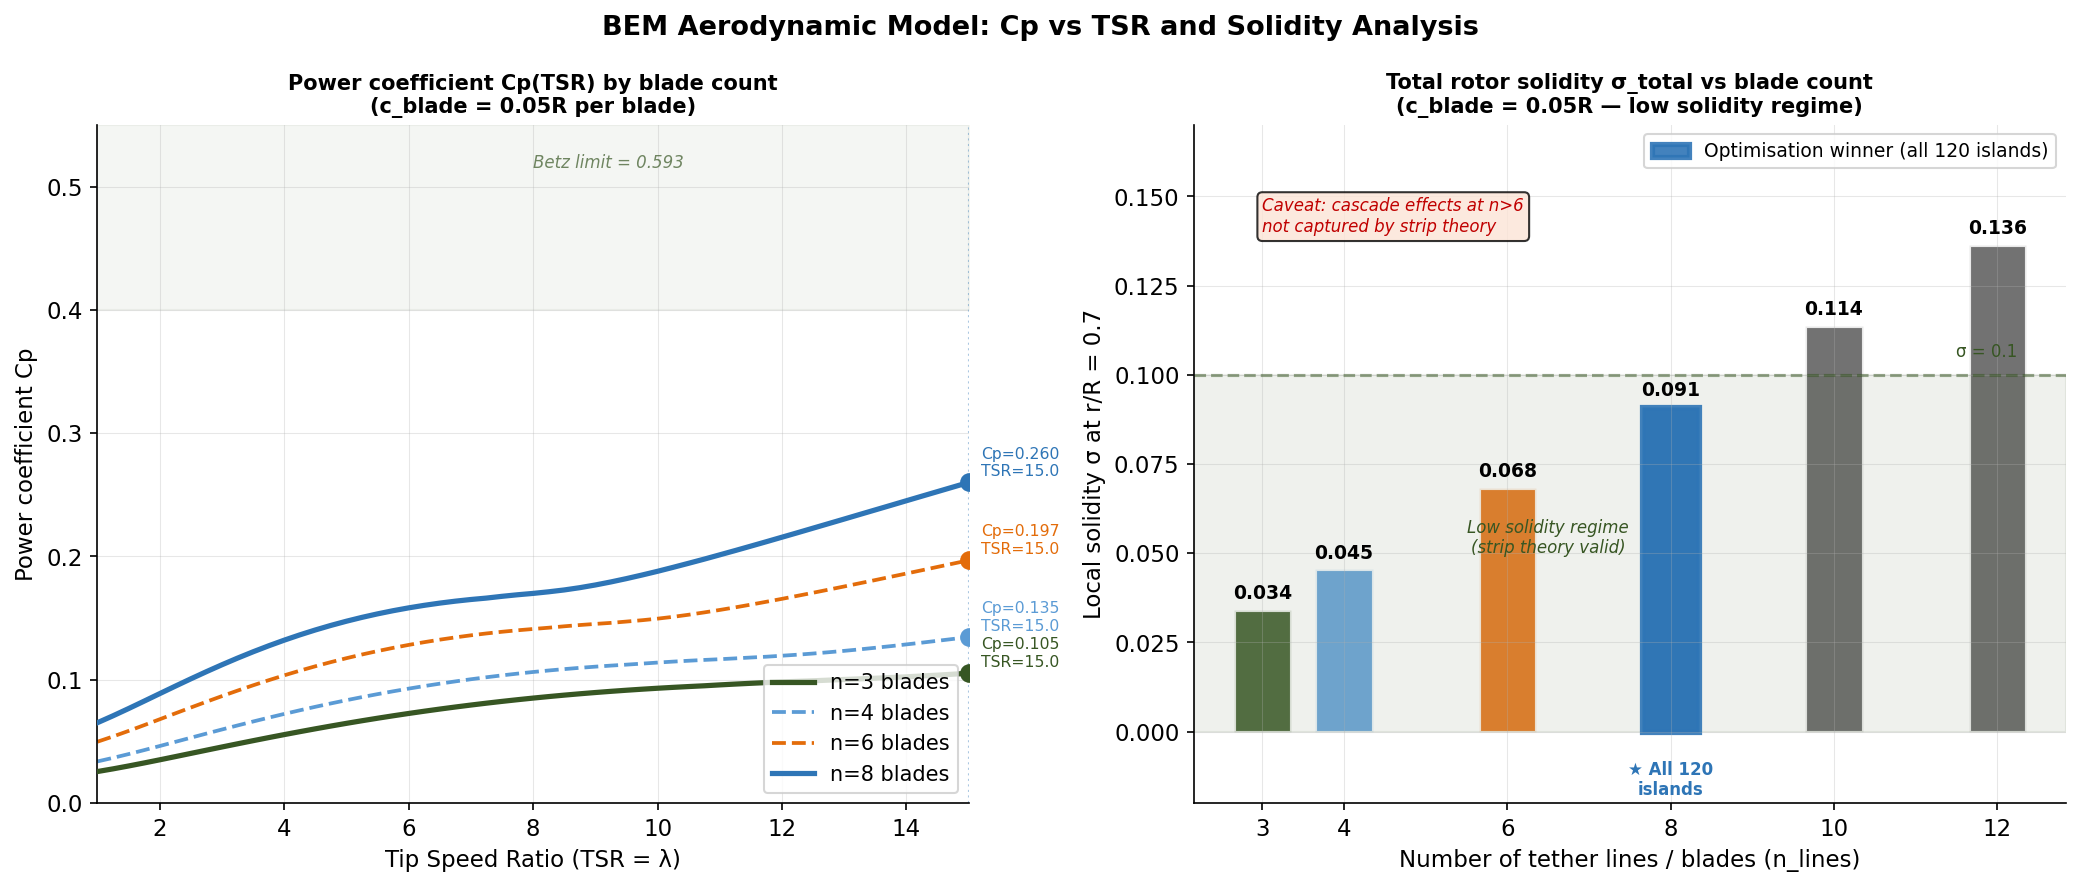 BEM Aerodynamic Model: Cp vs TSR and Solidity Analysis
Power coefficient Cp(TSR) by blade count
(c_blade = 0.05R per blade)
Betz limit = 0.593
Power coefficient Cp
0.5
0.4
0.3
0.2
0.1
0.0
2
4
6
8
10
12
14
Tip Speed Ratio (TSR = λ)
Cp=0.260
TSR=15.0
Cp=0.197
TSR=15.0
Cp=0.135
TSR=15.0
Cp=0.105
TSR=15.0
n=3 blades
n=4 blades
n=6 blades
n=8 blades
Total rotor solidity σ_total vs blade count
(c_blade = 0.05R — low solidity regime)
Optimisation winner (all 120 islands)
Caveat: cascade effects at n>6
not captured by strip theory
Local solidity σ at r/R = 0.7
0.150
0.125
0.100
0.075
0.050
0.025
0.000
0.034
0.045
0.068
0.091
0.114
0.136
σ = 0.1
Low solidity regime
(strip theory valid)
★ All 120
islands
3
4
6
8
10
12
Number of tether lines / blades (n_lines)